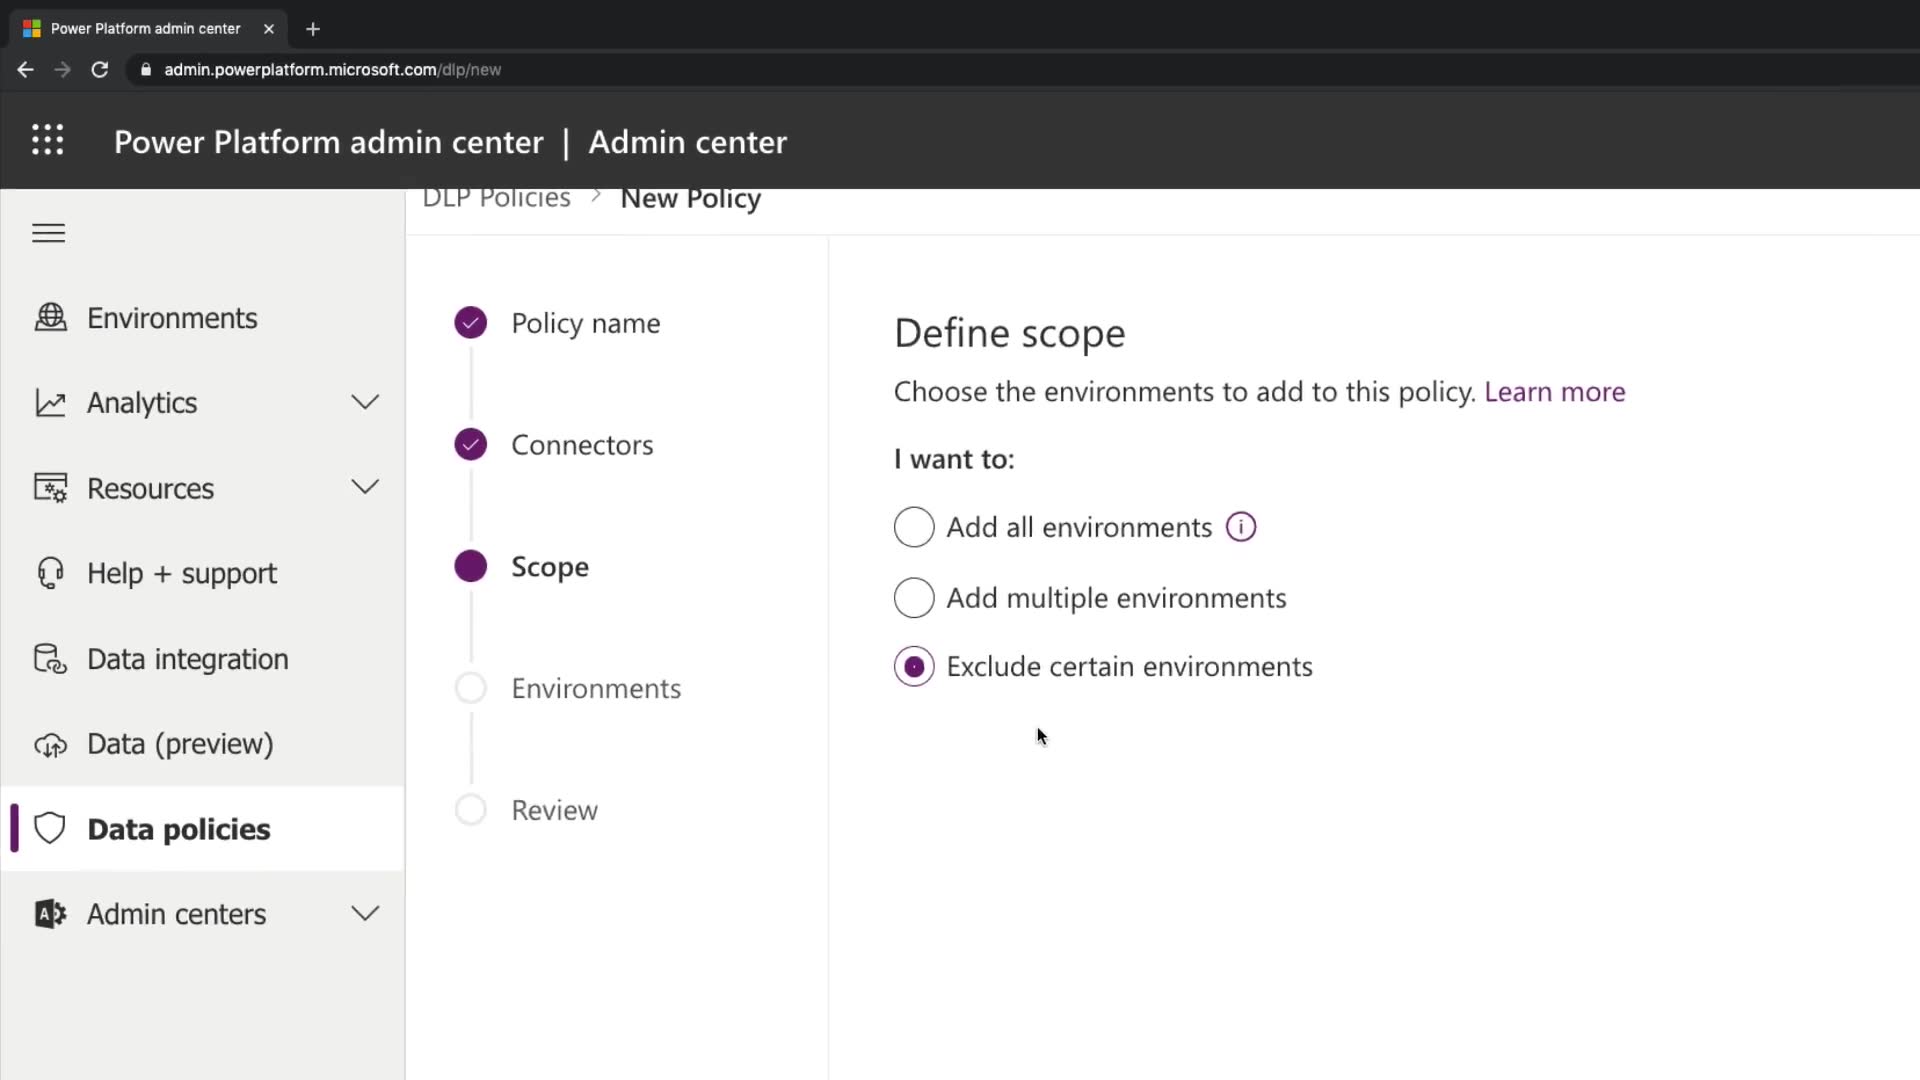 Power Platform admin center
admin.powerplatform.microsoft.com/dlp/new
Power Platform admin center | Admin center
DLP Policies > New Policy
Environments
Analytics
Resources
Help + support
Data integration
Data (preview)
Data policies
Admin centers
Policy name
Connectors
Scope
Environments
Review
Define scope
Choose the environments to add to this policy. Learn more
I want to:
Add all environments
Add multiple environments
Exclude certain environments